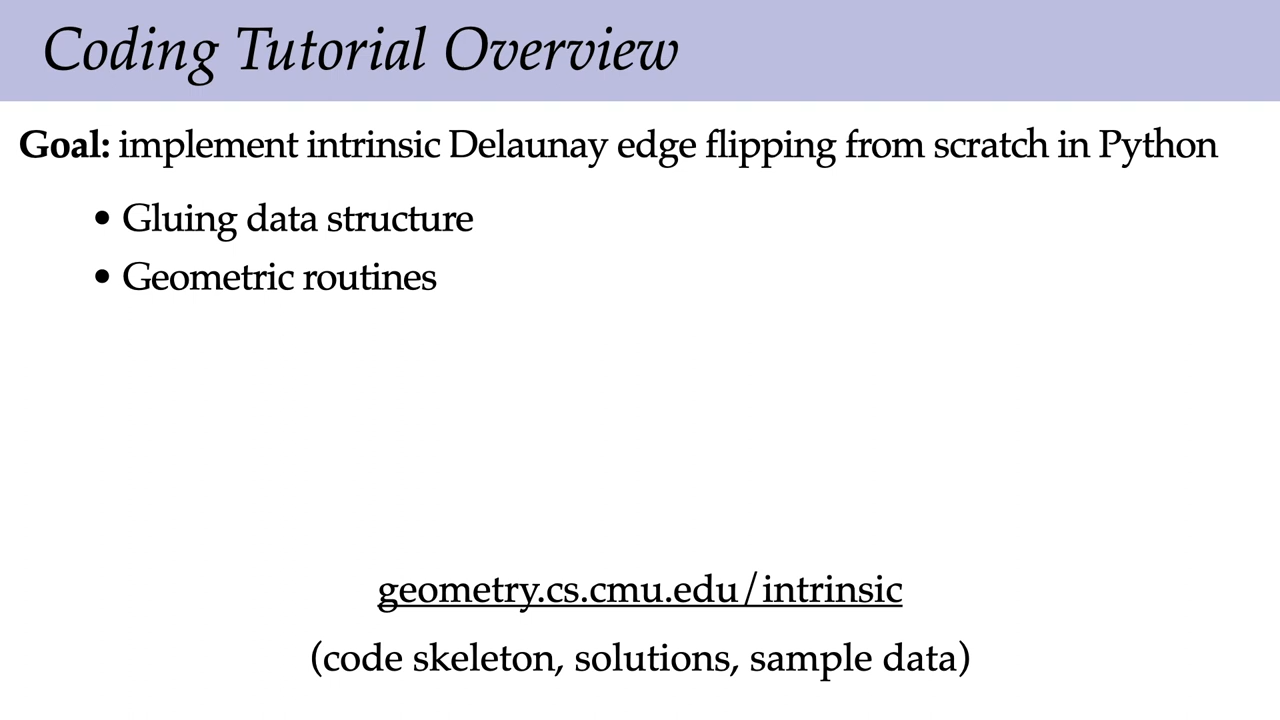 Coding Tutorial Overview
Goal: implement intrinsic Delaunay edge flipping from scratch in Python
• Gluing data structure
• Geometric routines
geometry.cs.cmu.edu/intrinsic
(code skeleton, solutions, sample data)